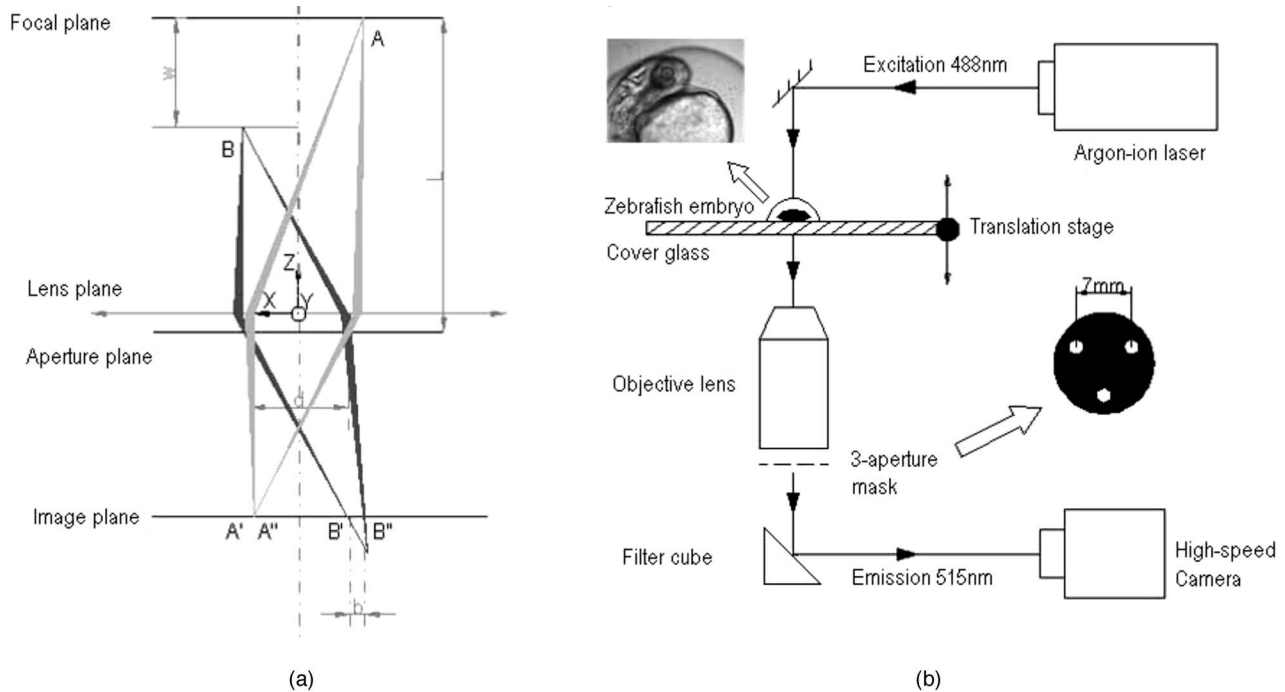 Focal plane
A
w
B
L
Z
Lens plane
X
Y
Aperture plane
d
Image plane
A'
A"
B'
B"
b
(a)
Excitation 488nm
Argon-ion laser
Zebrafish embryo
Cover glass
Translation stage
7mm
Objective lens
3-aperture
mask
Filter cube
Emission 515nm
High-speed
Camera
(b)